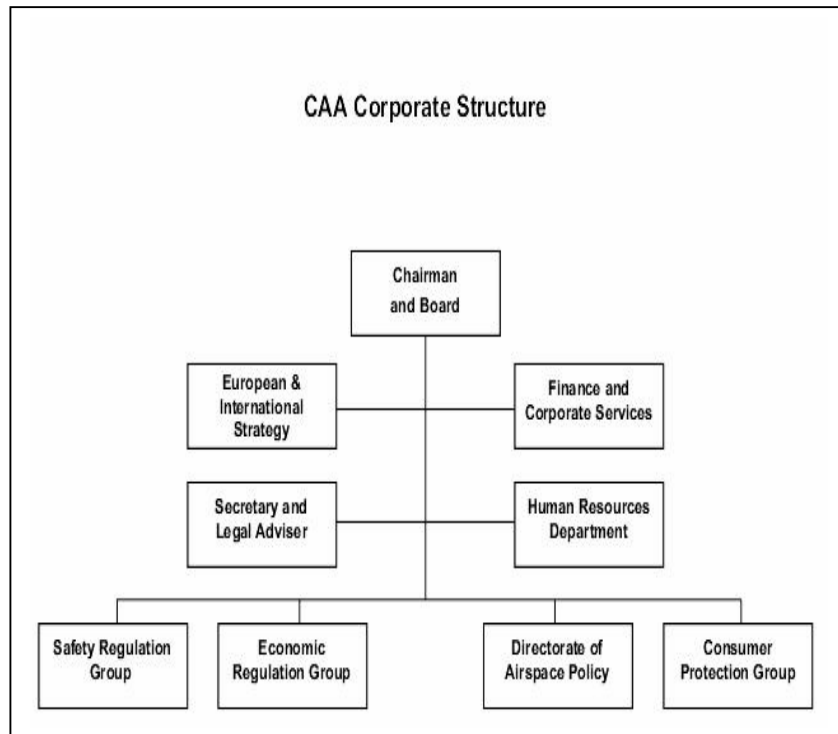 CAA Corporate Structure
Chairman
and Board
European &
International
Strategy
Finance and
Corporate Services
Secretary and
Legal Adviser
Human Resources
Department
Safety Regulation
Group
Economic
Regulation Group
Directorate of
Airspace Policy
Consumer
Protection Group